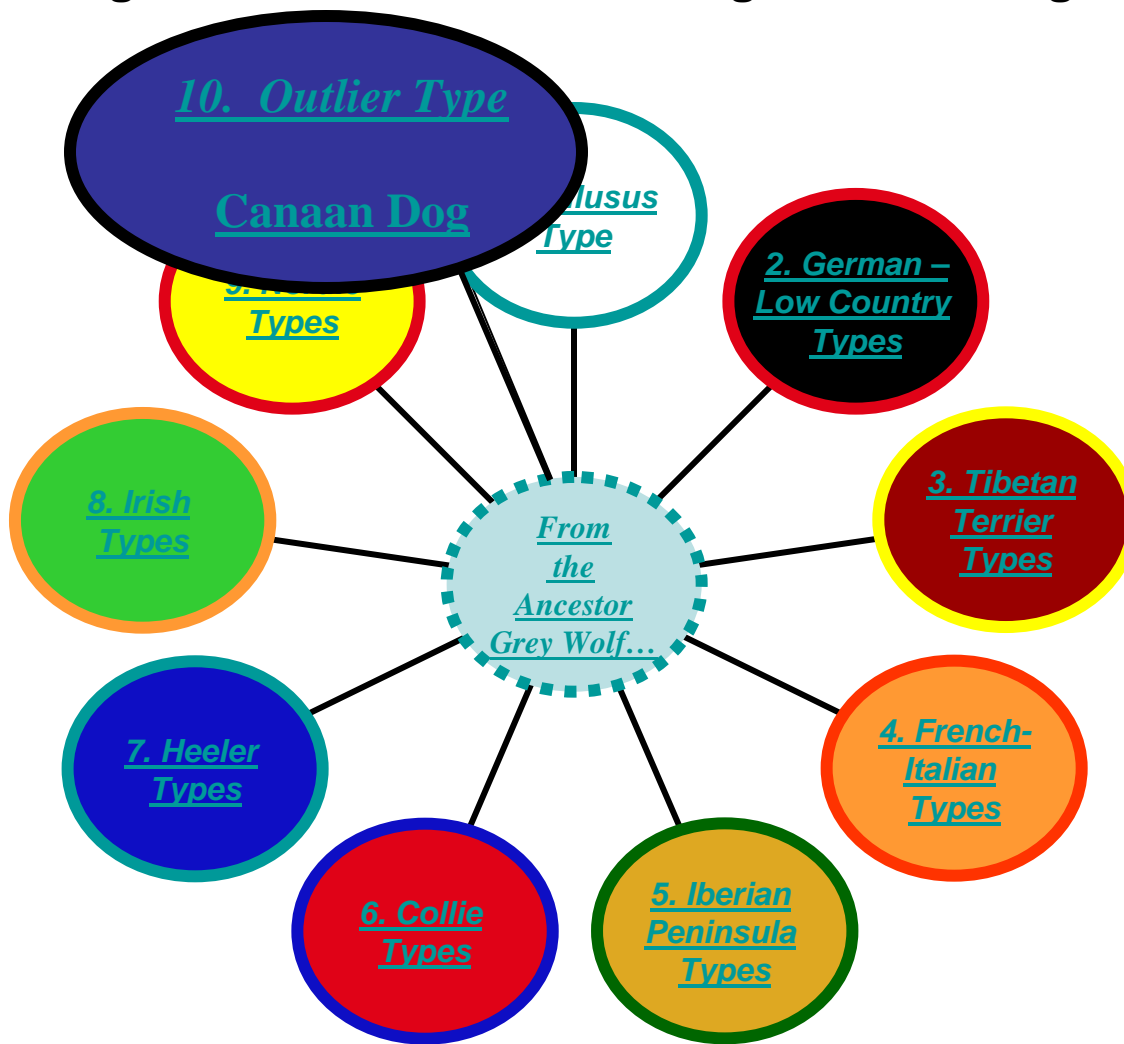 10. Outlier Type
Canaan Dog
Type
2. German –
Low Country
Types
3. Tibetan
Terrier
Types
4. French-
Italian
Types
5. Iberian
Peninsula
Types
6. Collie
Types
7. Heeler
Types
8. Irish
Types
9.
Types
From
the
Ancestor
Grey Wolf…